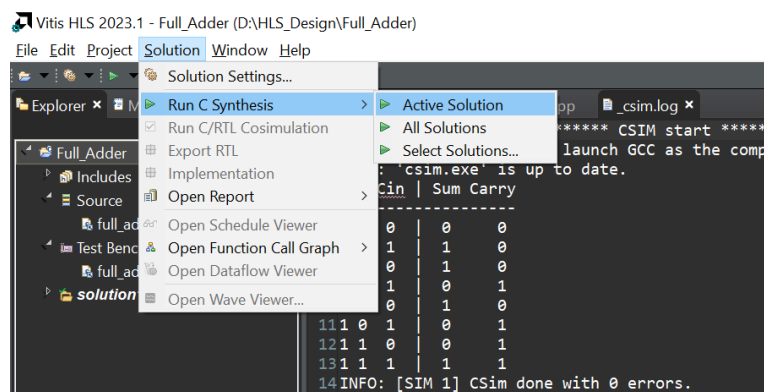 Vitis HLS 2023.1 - Full_Adder (D:\HLS_Design\Full_Adder)
File Edit Project Solution Window Help
Explorer
Full_Adder
Includes
Source
full_ad
Test Benc
full_ad
solution
Solution Settings...
Run C Synthesis
Run C/RTL Cosimulation
Export RTL
Implementation
Open Report
Open Schedule Viewer
Open Function Call Graph
Open Dataflow Viewer
Open Wave Viewer...
Active Solution
All Solutions
Select Solutions...
pp _csim.log
****** CSIM start *****
launch GCC as the comp
: 'csim.exe' is up to date.
Cin | Sum Carry
----------------
0 | 0 0
1 | 1 0
0 | 1 0
1 | 0 1
0 | 1 0
11 1 0 1 | 0 1
12 1 1 0 | 0 1
13 1 1 1 | 1 1
14 INFO: [SIM 1] CSim done with 0 errors.